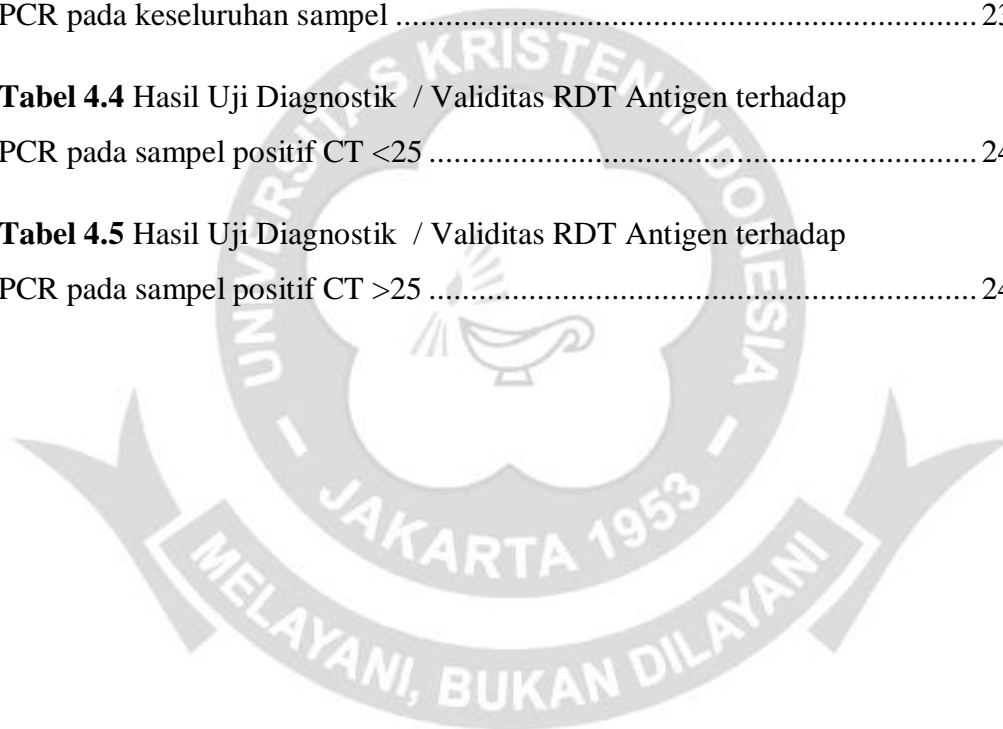 PCR pada keseluruhan sampel ........................................................... 23
Tabel 4.4 Hasil Uji Diagnostik / Validitas RDT Antigen terhadap
PCR pada sampel positif CT <25 ....................................................... 24
Tabel 4.5 Hasil Uji Diagnostik / Validitas RDT Antigen terhadap
PCR pada sampel positif CT >25 ....................................................... 24
UNIVERSITAS KRISTEN INDONESIA
- JAKARTA 1953 -
MELAYANI, BUKAN DILAYANI